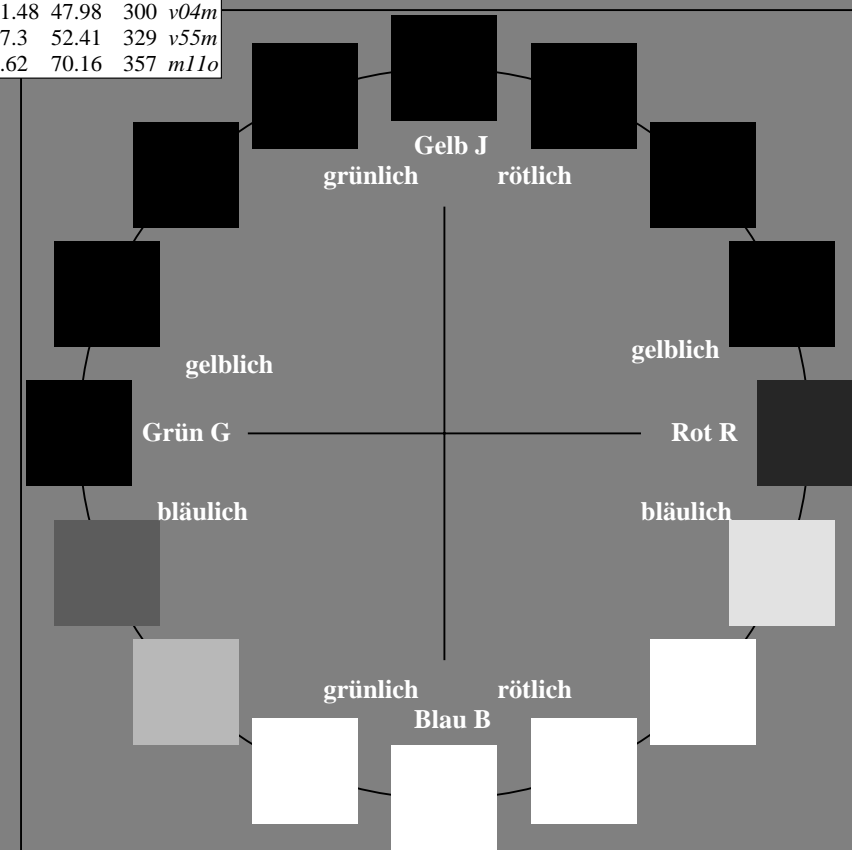 1.48 47.98 300 v04m
7.3 52.41 329 v55m
.62 70.16 357 m11o
Gelb J
grünlich rötlich
gelblich gelblich
Grün G Rot R
bläulich bläulich
grünlich rötlich
Blau B